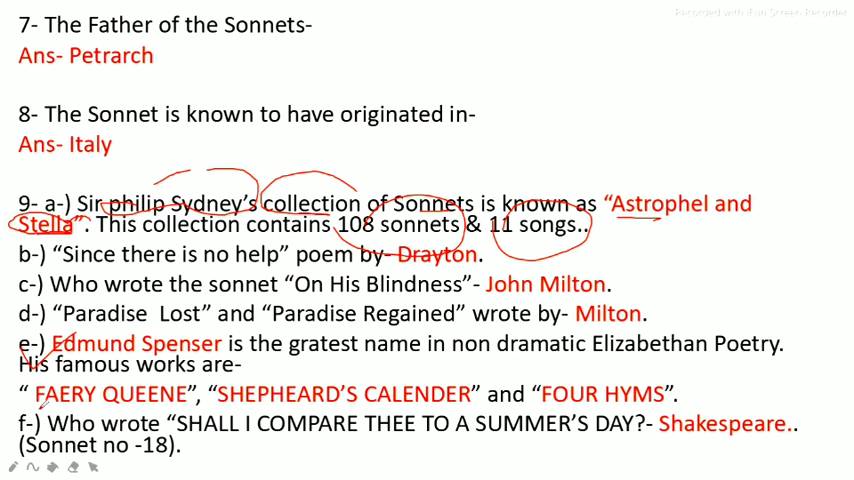 Recorded with iFun Screen Recorder
7- The Father of the Sonnets-
Ans- Petrarch
8- The Sonnet is known to have originated in-
Ans- Italy
9- a-) Sir philip Sydney’s collection of Sonnets is known as “Astrophel and
Stella”. This collection contains 108 sonnets & 11 songs..
b-) “Since there is no help” poem by- Drayton.
c-) Who wrote the sonnet “On His Blindness”- John Milton.
d-) “Paradise Lost” and “Paradise Regained” wrote by- Milton.
e-) Edmund Spenser is the gratest name in non dramatic Elizabethan Poetry.
His famous works are-
“ FAERY QUEENE”, “SHEPHEARD’S CALENDER” and “FOUR HYMS”.
f-) Who wrote “SHALL I COMPARE THEE TO A SUMMER’S DAY?- Shakespeare..
(Sonnet no -18).